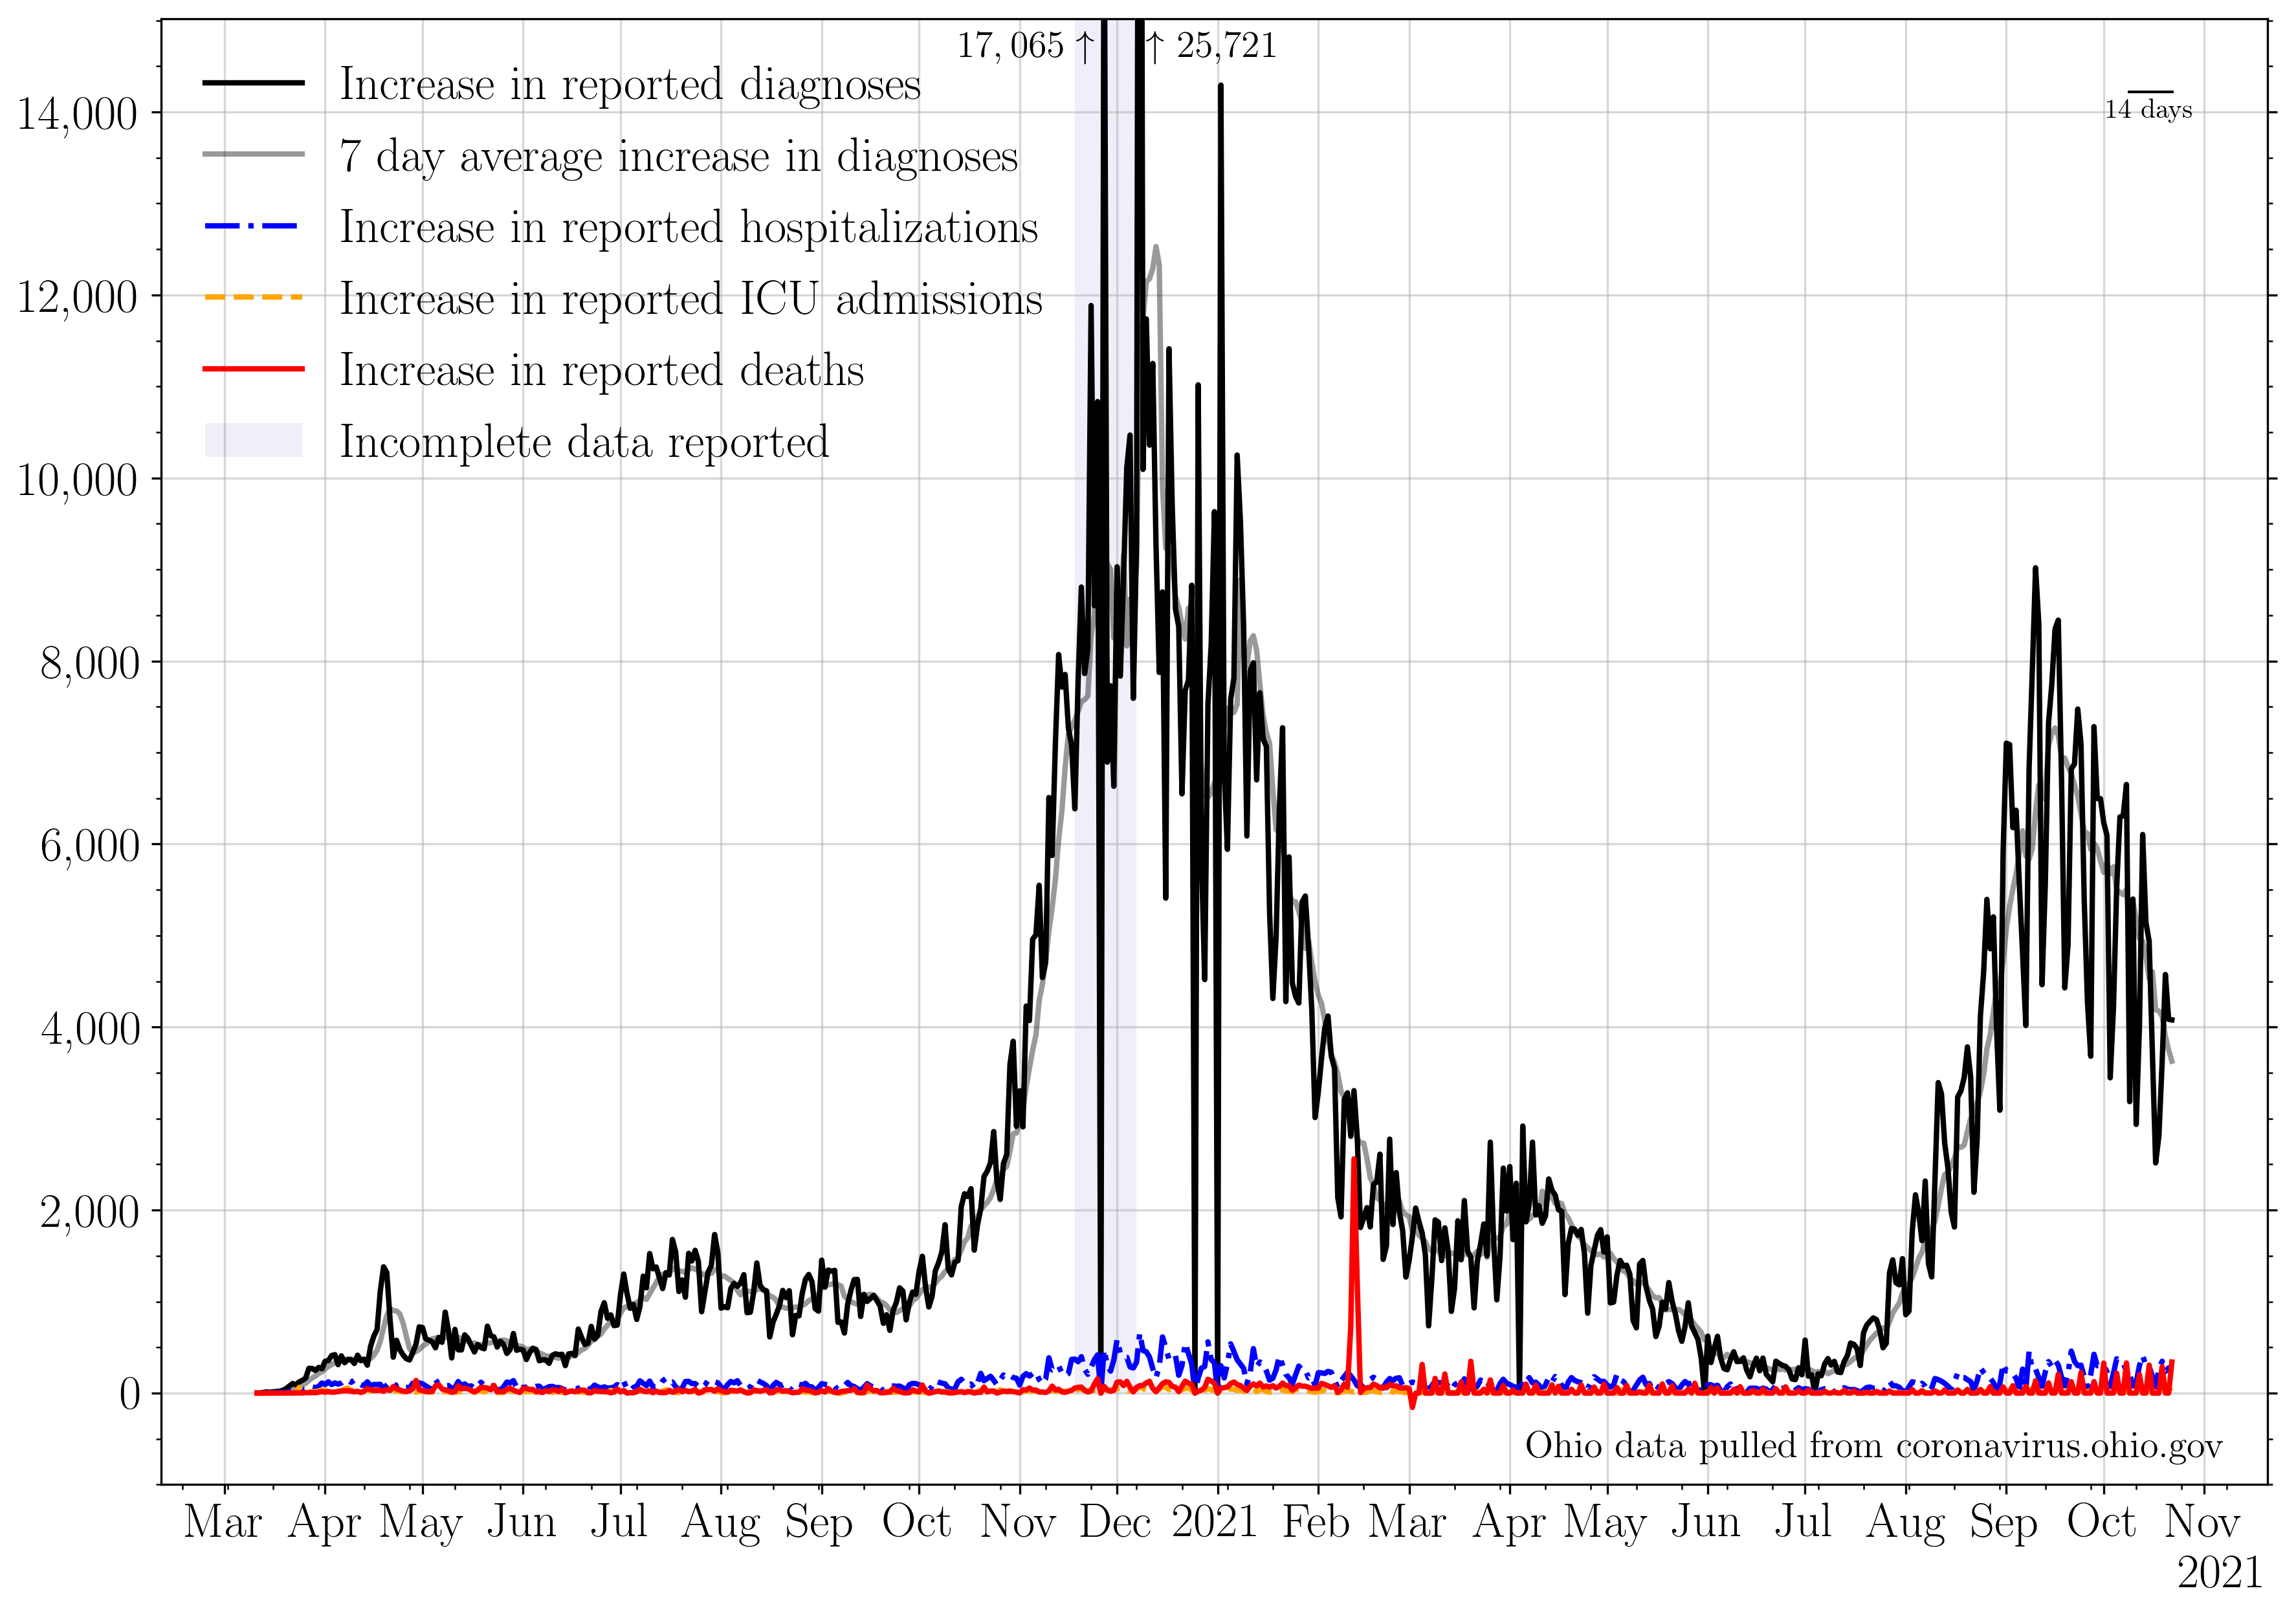 17,065 ↑ ↑ 25,721
Increase in reported diagnoses
7 day average increase in diagnoses
Increase in reported hospitalizations
Increase in reported ICU admissions
Increase in reported deaths
Incomplete data reported
14 days
14,000
12,000
10,000
8,000
6,000
4,000
2,000
0
Ohio data pulled from coronavirus.ohio.gov
Mar Apr May Jun Jul Aug Sep Oct Nov Dec 2021 Feb Mar Apr May Jun Jul Aug Sep Oct Nov
2021